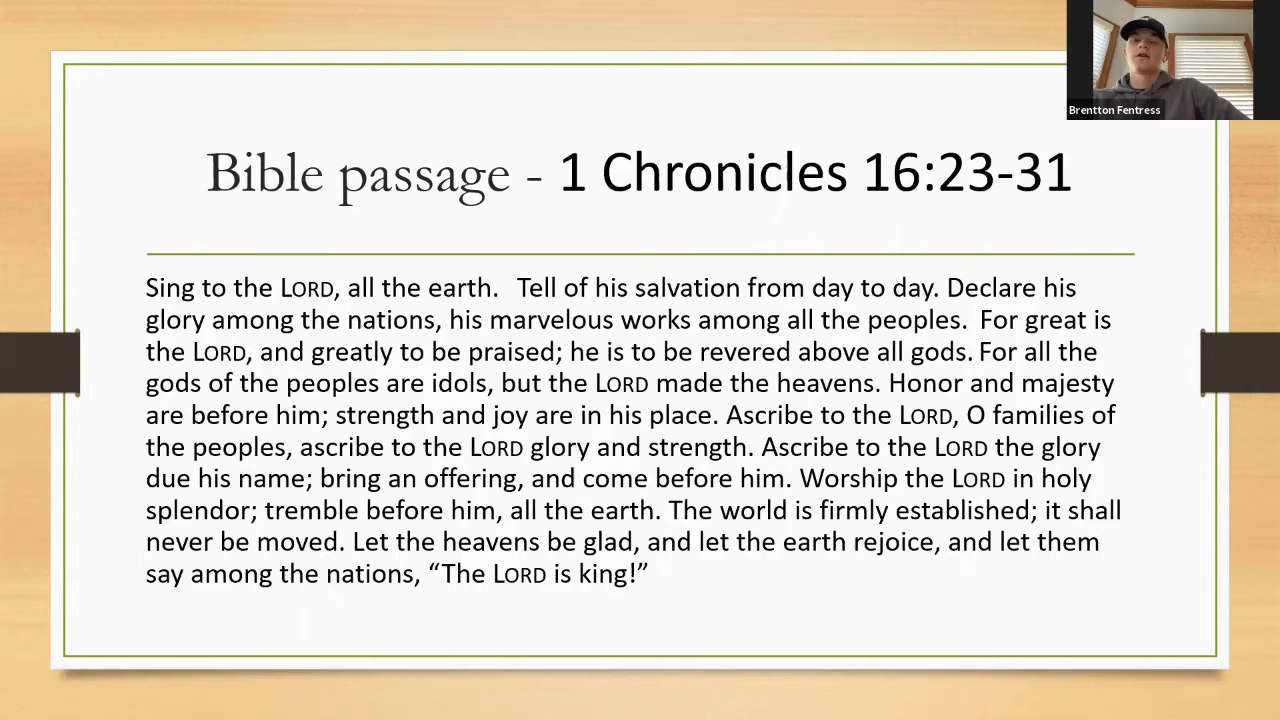 Brentton Fentress
Bible passage - 1 Chronicles 16:23-31
Sing to the LORD, all the earth.   Tell of his salvation from day to day. Declare his
glory among the nations, his marvelous works among all the peoples.  For great is
the LORD, and greatly to be praised; he is to be revered above all gods. For all the
gods of the peoples are idols, but the LORD made the heavens. Honor and majesty
are before him; strength and joy are in his place. Ascribe to the LORD, O families of
the peoples, ascribe to the LORD glory and strength. Ascribe to the LORD the glory
due his name; bring an offering, and come before him. Worship the LORD in holy
splendor; tremble before him, all the earth. The world is firmly established; it shall
never be moved. Let the heavens be glad, and let the earth rejoice, and let them
say among the nations, “The LORD is king!”